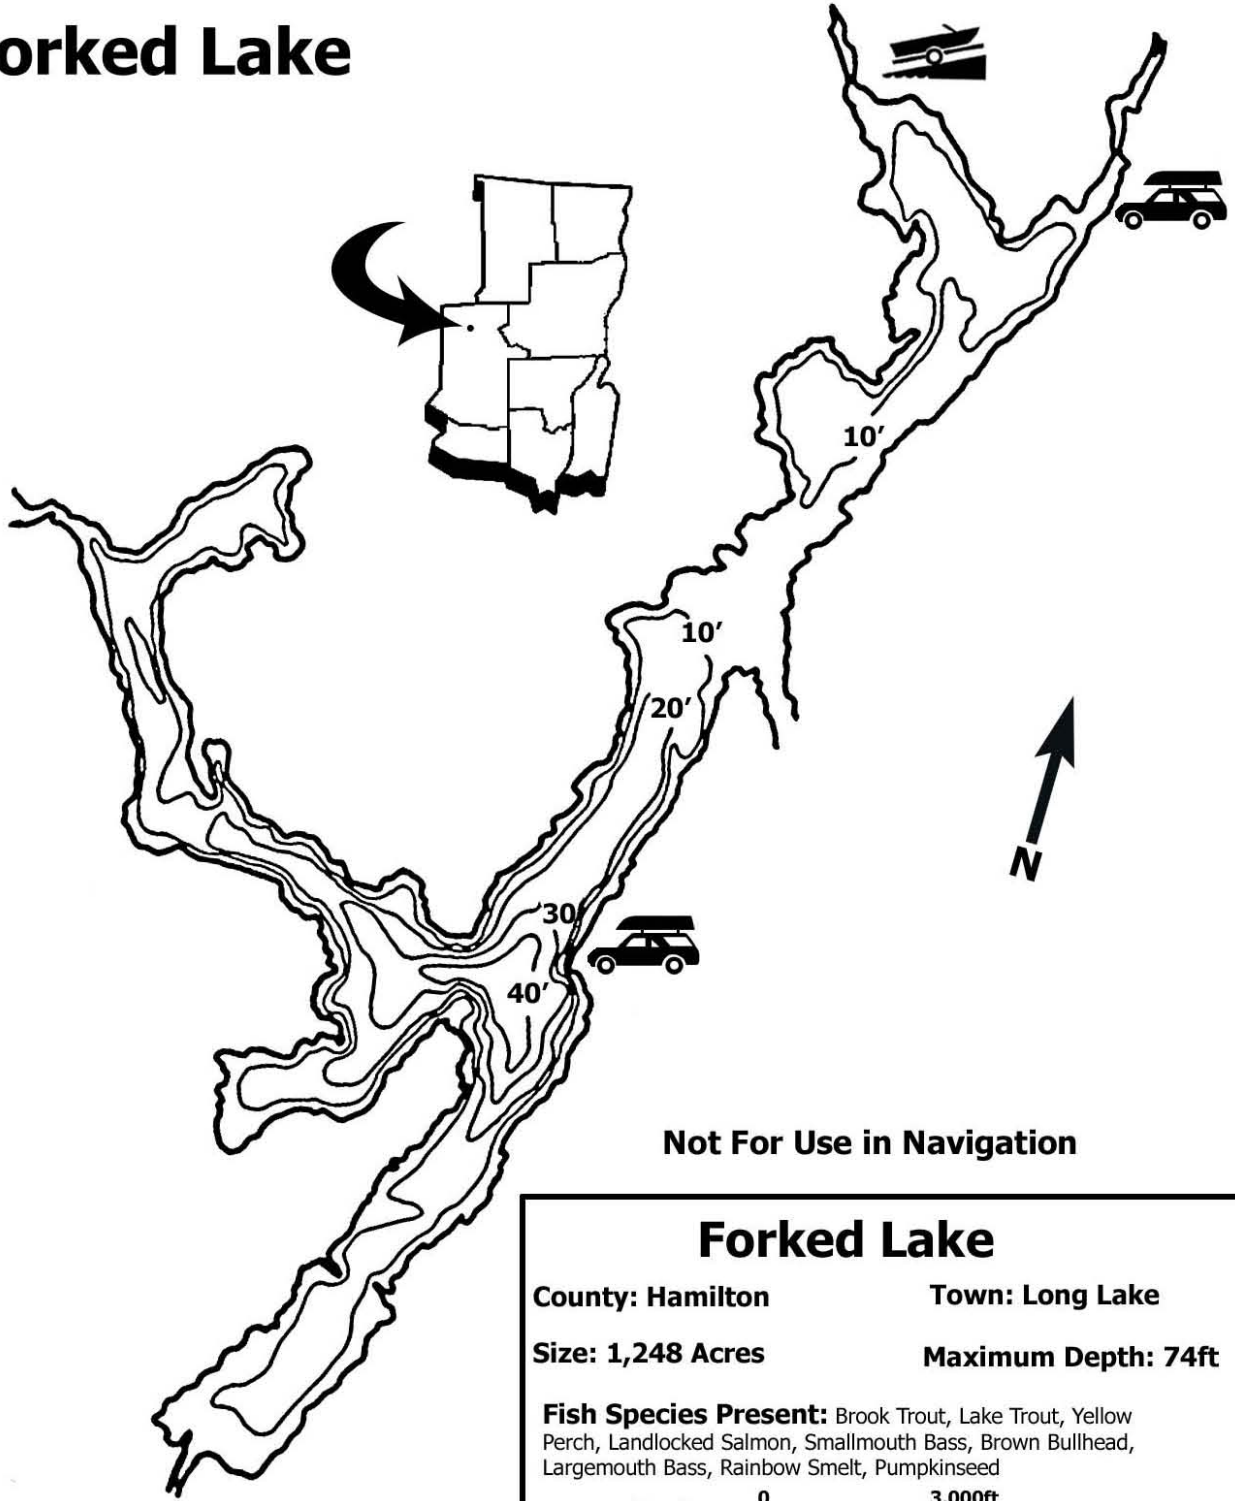 orked Lake
10'
10'
20'
30
40'
N
Not For Use in Navigation
Forked Lake
County: Hamilton
Town: Long Lake
Size: 1,248 Acres
Maximum Depth: 74ft
Fish Species Present: Brook Trout, Lake Trout, Yellow
Perch, Landlocked Salmon, Smallmouth Bass, Brown Bullhead,
Largemouth Bass, Rainbow Smelt, Pumpkinseed
0 3,000ft